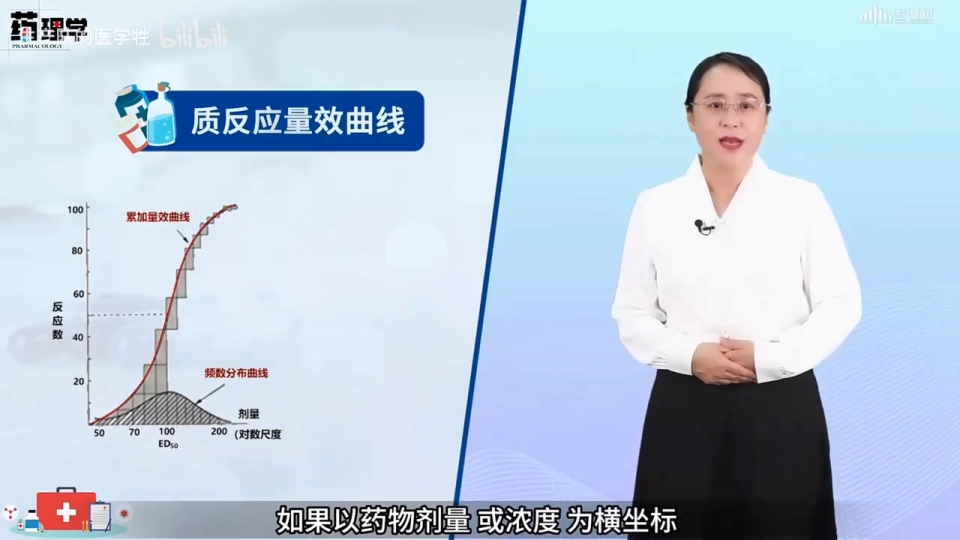 药理学
PHARMACOLOGY
医学牲
bilibili
质反应量效曲线
累加量效曲线
100
80
60
40
20
反应数
频数分布曲线
剂量
(对数尺度
50
70
100
200
ED50
如果以药物剂量 或浓度 为横坐标